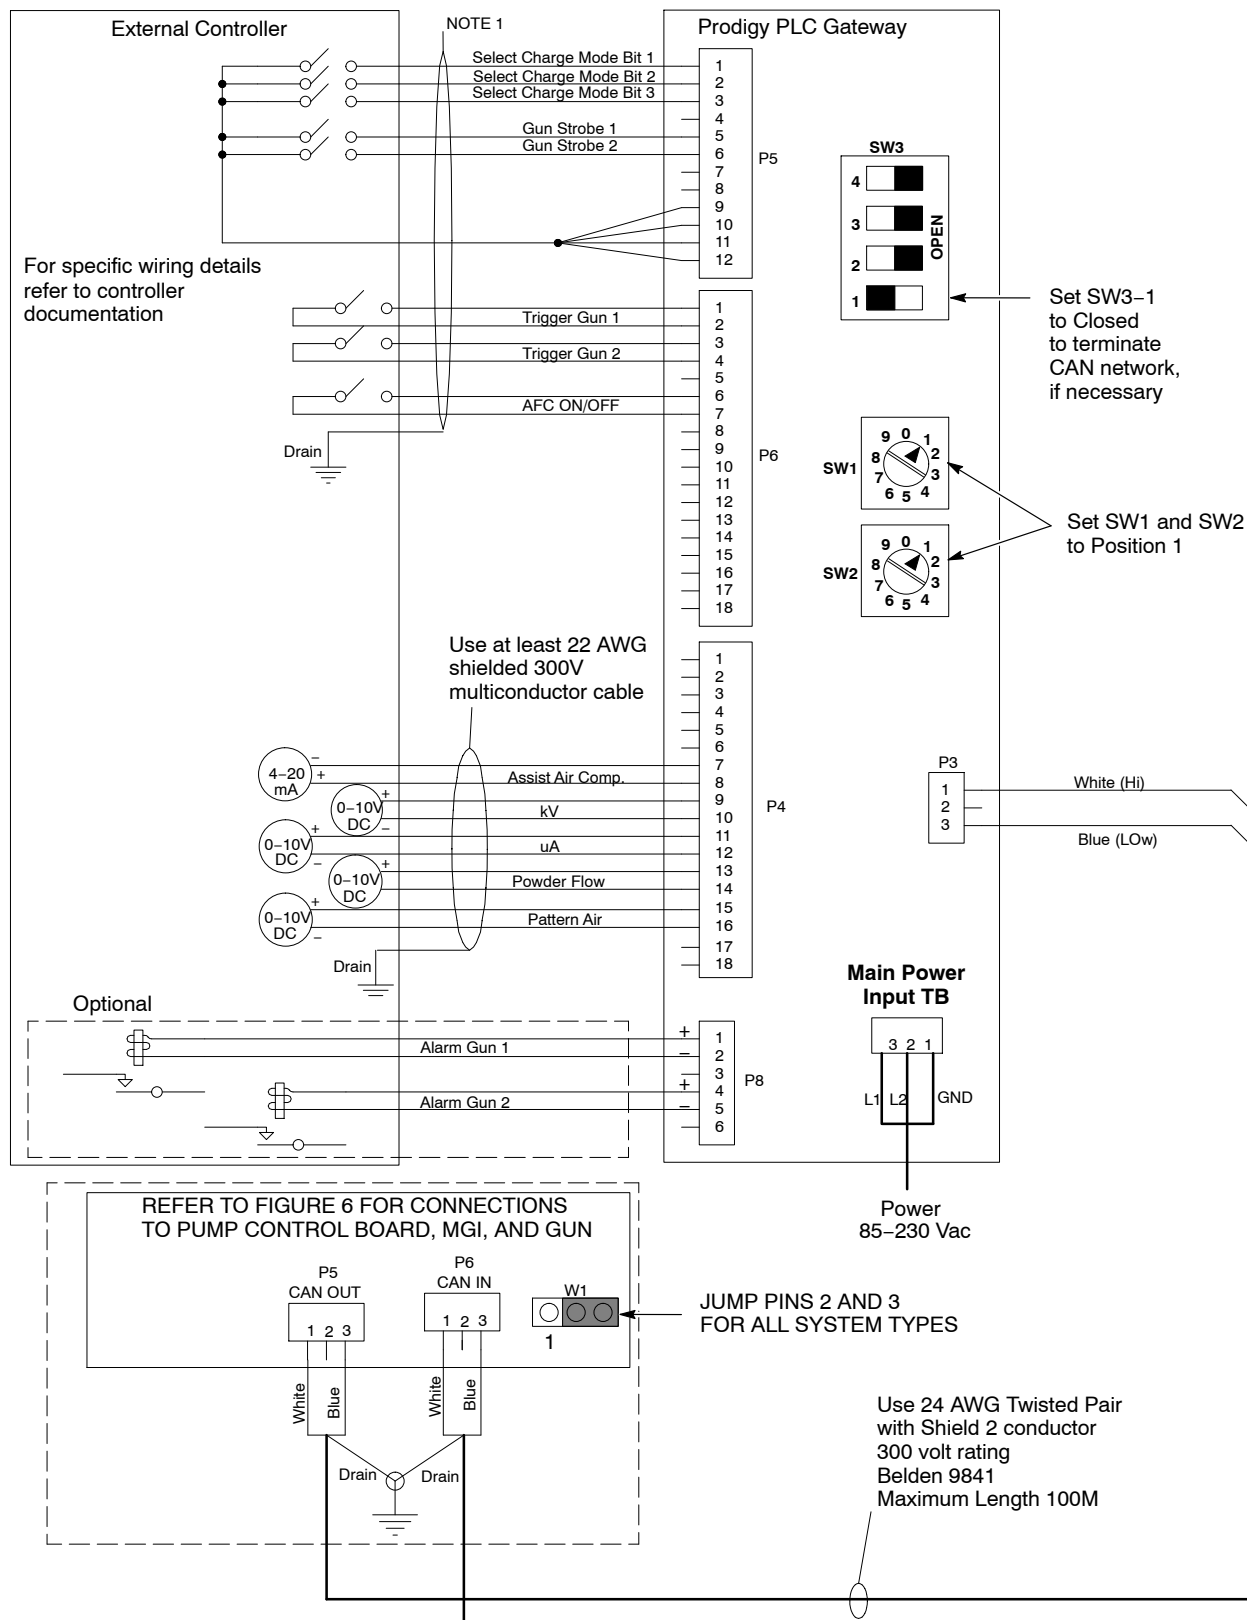 External Controller
NOTE 1
Prodigy PLC Gateway
Select Charge Mode Bit 1
Select Charge Mode Bit 2
Select Charge Mode Bit 3
Gun Strobe 1
Gun Strobe 2
1
2
3
4
5
6
7
8
9
10
11
12
P5
SW3
4
3
2
1
OPEN
For specific wiring details
refer to controller
documentation
Set SW3−1
to Closed
to terminate
CAN network,
if necessary
Trigger Gun 1
Trigger Gun 2
AFC ON/OFF
Drain
1
2
3
4
5
6
7
8
9
10
11
12
13
14
15
16
17
18
P6
SW1
0
1
2
3
4
5
6
7
8
9
SW2
0
1
2
3
4
5
6
7
8
9
Set SW1 and SW2
to Position 1
Use at least 22 AWG
shielded 300V
multiconductor cable
4−20
mA
−
+
Assist Air Comp.
0−10V
DC
+
−
kV
0−10V
DC
+
−
uA
0−10V
DC
+
Powder Flow
0−10V
DC
+
−
Pattern Air
Drain
1
2
3
4
5
6
7
8
9
10
11
12
13
14
15
16
17
18
P4
P3
1
2
3
White (Hi)
Blue (LOw)
Main Power
Input TB
3 2 1
L1
L2
GND
Power
85−230 Vac
Optional
Alarm Gun 1
Alarm Gun 2
+
−
+
−
1
2
3
4
5
6
P8
REFER TO FIGURE 6 FOR CONNECTIONS
TO PUMP CONTROL BOARD, MGI, AND GUN
P5
CAN OUT
1 2 3
P6
CAN IN
1 2 3
W1
1
JUMP PINS 2 AND 3
FOR ALL SYSTEM TYPES
White
Blue
White
Blue
Drain
Drain
Use 24 AWG Twisted Pair
with Shield 2 conductor
300 volt rating
Belden 9841
Maximum Length 100M